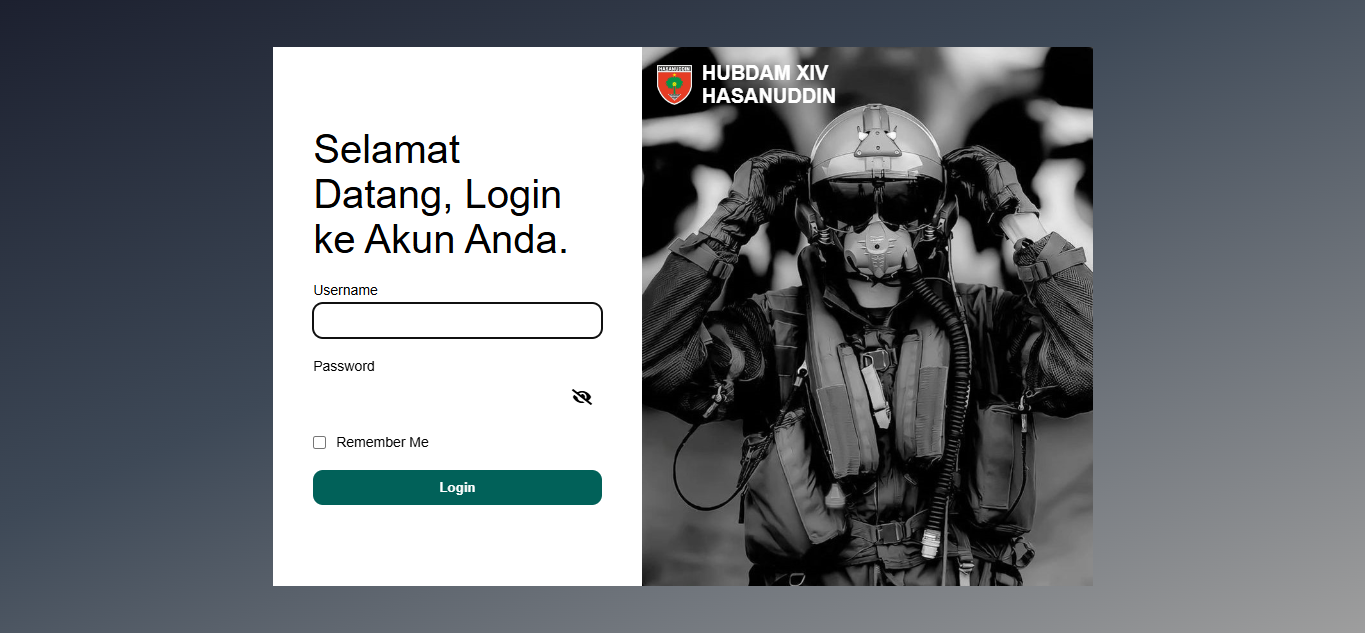 Selamat
Datang, Login
ke Akun Anda.
Username
Password
Remember Me
Login
HASANUDDIN
HUBDAM XIV
HASANUDDIN